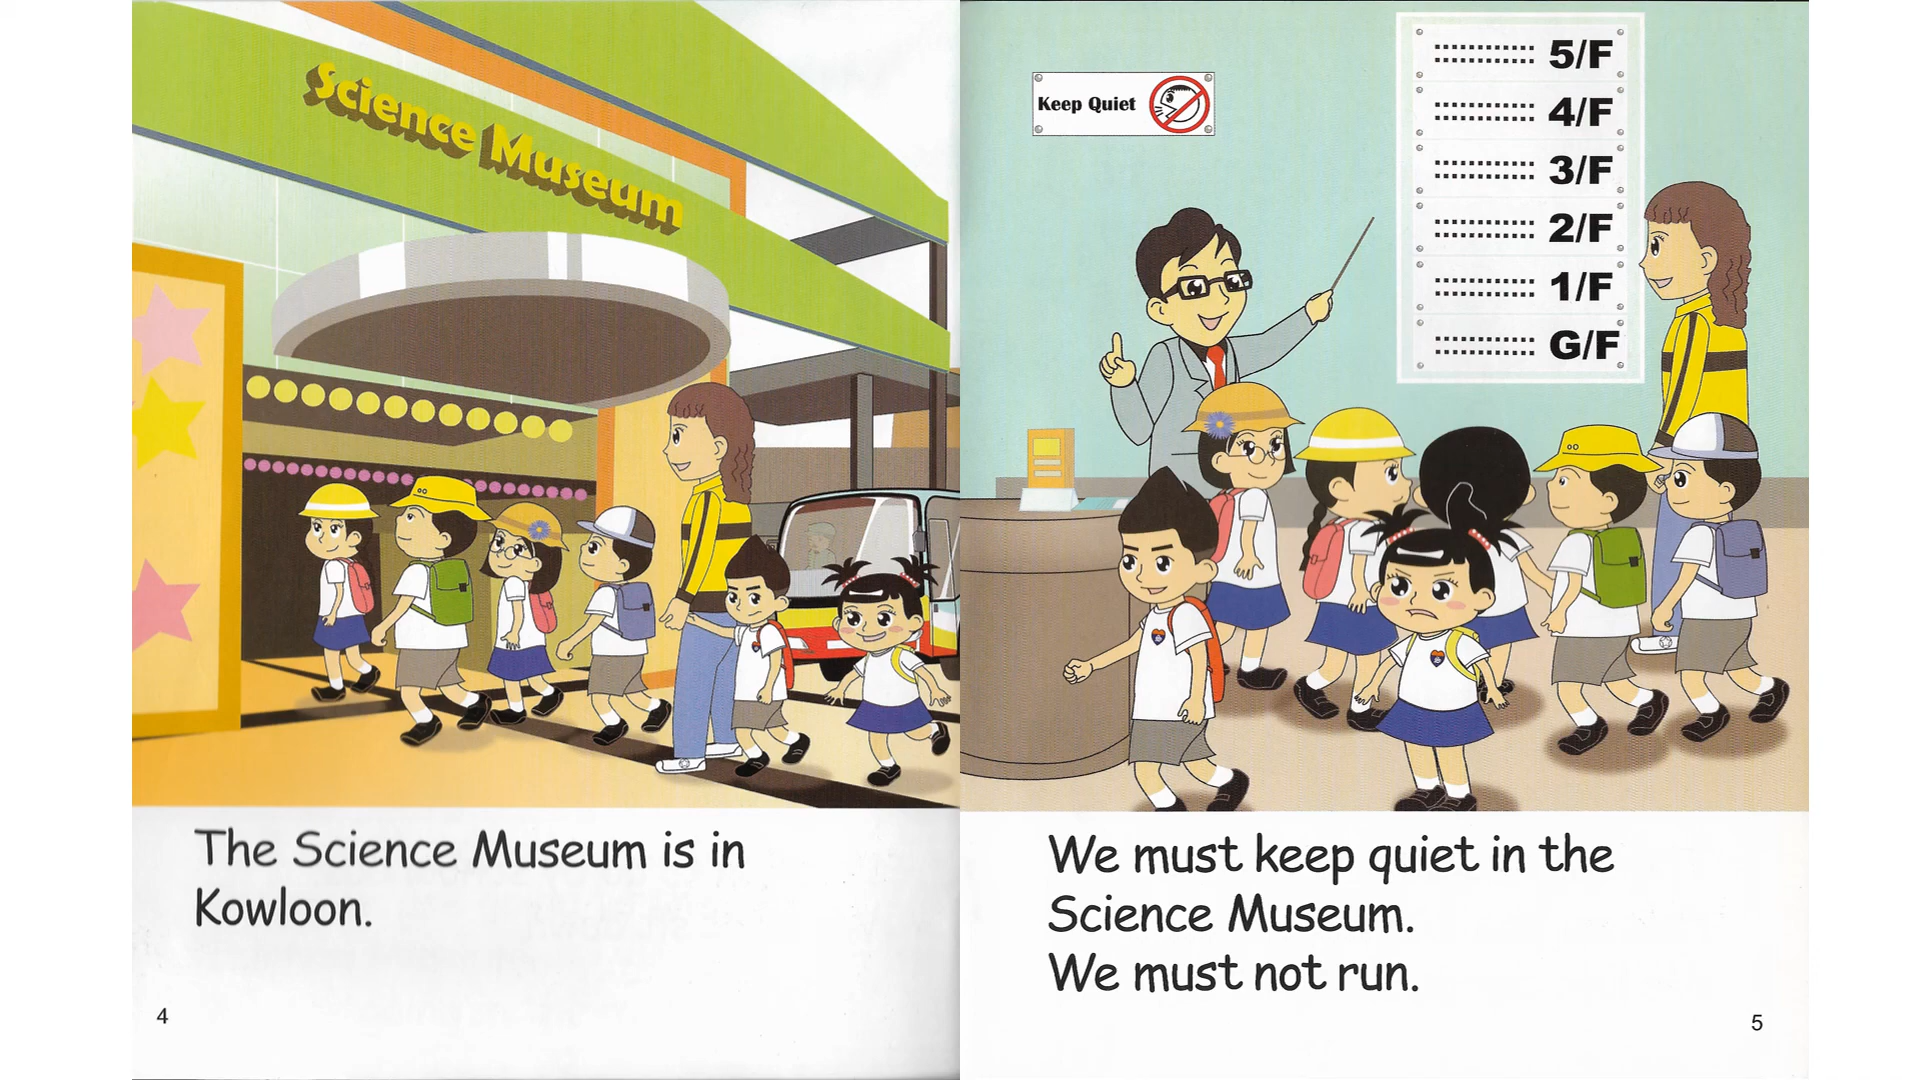 Science Museum
The Science Museum is in
Kowloon.
4
Keep Quiet
5/F
4/F
3/F
2/F
1/F
G/F
We must keep quiet in the
Science Museum.
We must not run.
5